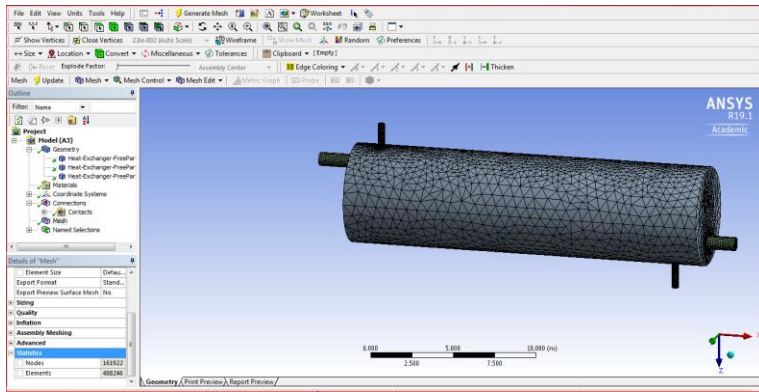 File Edit View Units Tools Help Generate Mesh Worksheet
Show Vertices Close Vertices 2.8e-002 (Auto Scale) Wireframe Show Mesh Random Preferences
Size Location Convert Miscellaneous Tolerances Clipboard [Empty]
Reset Explode Factor: Assembly Center Edge Coloring Thicken
Mesh Update Mesh Mesh Control Mesh Edit Metric Graph Probe
Outline
Filter: Name
Project
Model (A3)
Geometry
Heat-Exchanger-FreePar
Heat-Exchanger-FreePar
Heat-Exchanger-FreePar
Materials
Coordinate Systems
Connections
Contacts
Mesh
Named Selections
Details of "Mesh"
Element Size Defau...
Export Format Stand...
Export Preview Surface Mesh No
Sizing
Quality
Inflation
Assembly Meshing
Advanced
Statistics
Nodes 161922
Elements 488246
ANSYS
R19.1
Academic
0.000 5.000 10.000 (m)
2.500 7.500
X
Z
Geometry Print Preview Report Preview